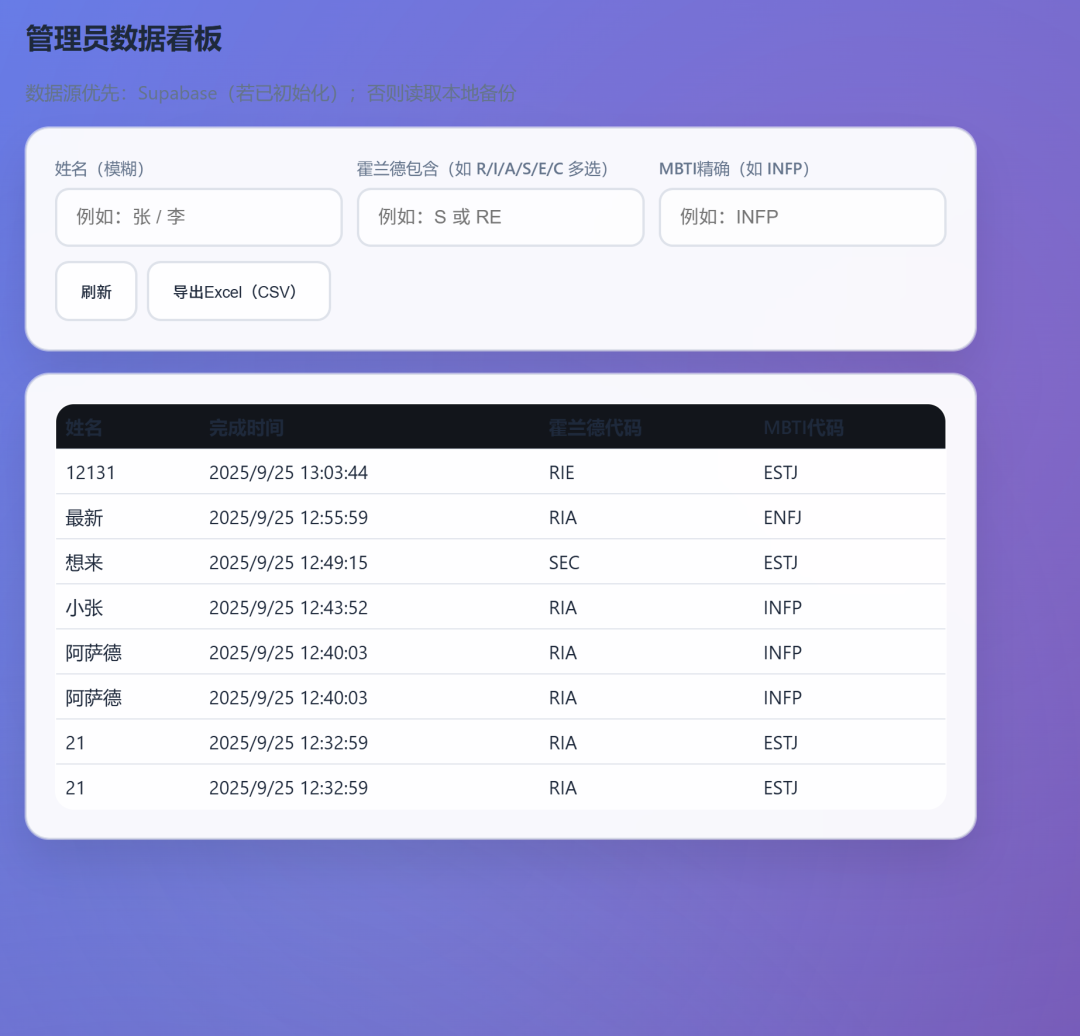 管理员数据看板
数据源优先：Supabase（若已初始化）；否则读取本地备份
姓名（模糊） 霍兰德包含（如 R/I/A/S/E/C 多选） MBTI精确（如 INFP）
例如：张 / 李 例如：S 或 RE 例如：INFP
刷新 导出Excel（CSV）
姓名 完成时间 霍兰德代码 MBTI代码
12131 2025/9/25 13:03:44 RIE ESTJ
最新 2025/9/25 12:55:59 RIA ENFJ
想来 2025/9/25 12:49:15 SEC ESTJ
小张 2025/9/25 12:43:52 RIA INFP
阿萨德 2025/9/25 12:40:03 RIA INFP
阿萨德 2025/9/25 12:40:03 RIA INFP
21 2025/9/25 12:32:59 RIA ESTJ
21 2025/9/25 12:32:59 RIA ESTJ